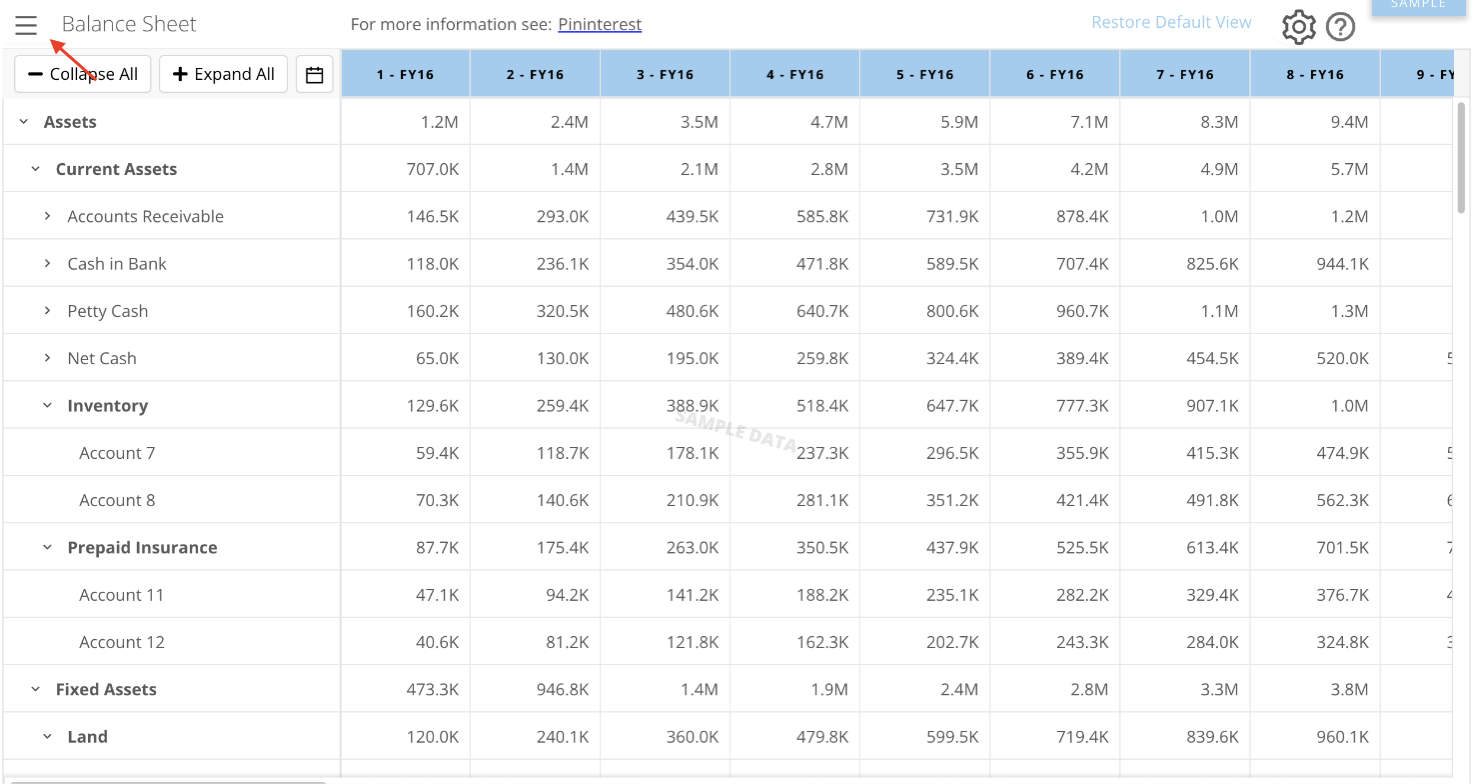 Balance Sheet For more information see: Pininterest Restore Default View SAMPLE
Collapse All Expand All 1 - FY16 2 - FY16 3 - FY16 4 - FY16 5 - FY16 6 - FY16 7 - FY16 8 - FY16
Assets 1.2M 2.4M 3.5M 4.7M 5.9M 7.1M 8.3M 9.4M
Current Assets 707.0K 1.4M 2.1M 2.8M 3.5M 4.2M 4.9M 5.7M
Accounts Receivable 146.5K 293.0K 439.5K 585.8K 731.9K 878.4K 1.0M 1.2M
Cash in Bank 118.0K 236.1K 354.0K 471.8K 589.5K 707.4K 825.6K 944.1K
Petty Cash 160.2K 320.5K 480.6K 640.7K 800.6K 960.7K 1.1M 1.3M
Net Cash 65.0K 130.0K 195.0K 259.8K 324.4K 389.4K 454.5K 520.0K
Inventory 129.6K 259.4K 388.9K 518.4K 647.7K 777.3K 907.1K 1.0M
SAMPLE DATA
Account 7 59.4K 118.7K 178.1K 237.3K 296.5K 355.9K 415.3K 474.9K
Account 8 70.3K 140.6K 210.9K 281.1K 351.2K 421.4K 491.8K 562.3K
Prepaid Insurance 87.7K 175.4K 263.0K 350.5K 437.9K 525.5K 613.4K 701.5K
Account 11 47.1K 94.2K 141.2K 188.2K 235.1K 282.2K 329.4K 376.7K
Account 12 40.6K 81.2K 121.8K 162.3K 202.7K 243.3K 284.0K 324.8K
Fixed Assets 473.3K 946.8K 1.4M 1.9M 2.4M 2.8M 3.3M 3.8M
Land 120.0K 240.1K 360.0K 479.8K 599.5K 719.4K 839.6K 960.1K